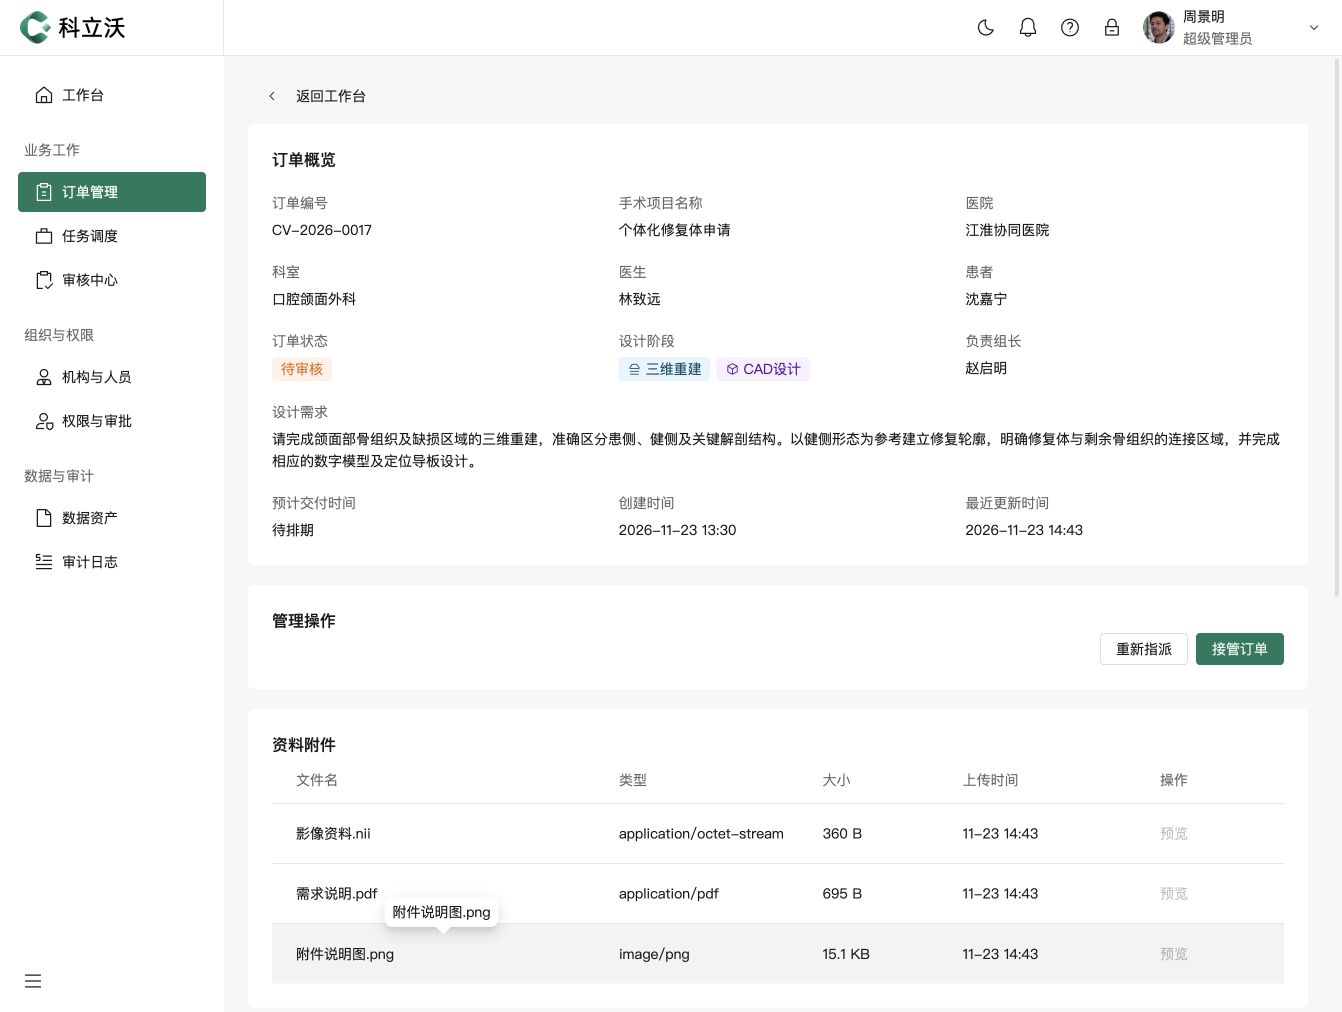 科立沃
周景明
超级管理员
工作台
业务工作
订单管理
任务调度
审核中心
组织与权限
机构与人员
权限与审批
数据与审计
数据资产
审计日志
返回工作台
订单概览
订单编号
手术项目名称
医院
CV-2026-0017
个体化修复体申请
江淮协同医院
科室
医生
患者
口腔颌面外科
林致远
沈嘉宁
订单状态
设计阶段
负责组长
待审核
三维重建
CAD设计
赵启明
设计需求
请完成颌面部骨组织及缺损区域的三维重建，准确区分患侧、健侧及关键解剖结构。以健侧形态为参考建立修复轮廓，明确修复体与剩余骨组织的连接区域，并完成
相应的数字模型及定位导板设计。
预计交付时间
创建时间
最近更新时间
待排期
2026-11-23 13:30
2026-11-23 14:43
管理操作
重新指派
接管订单
资料附件
文件名
类型
大小
上传时间
操作
影像资料.nii
application/octet-stream
360 B
11-23 14:43
预览
需求说明.pdf
application/pdf
695 B
11-23 14:43
预览
附件说明图.png
附件说明图.png
image/png
15.1 KB
11-23 14:43
预览